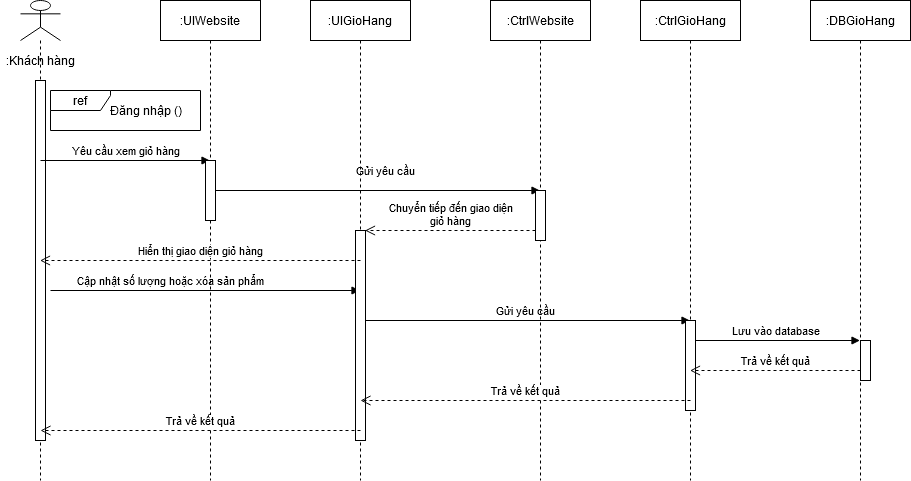 :UIWebsite
:UIGioHang
:CtrlWebsite
:CtrlGioHang
:DBGioHang
:Khách hàng
ref
Đăng nhập ()
Yêu cầu xem giỏ hàng
Gửi yêu cầu
Chuyển tiếp đến giao diện
giỏ hàng
Hiển thị giao diện giỏ hàng
Cập nhật số lượng hoặc xóa sản phẩm
Gửi yêu cầu
Lưu vào database
Trả về kết quả
Trả về kết quả
Trả về kết quả